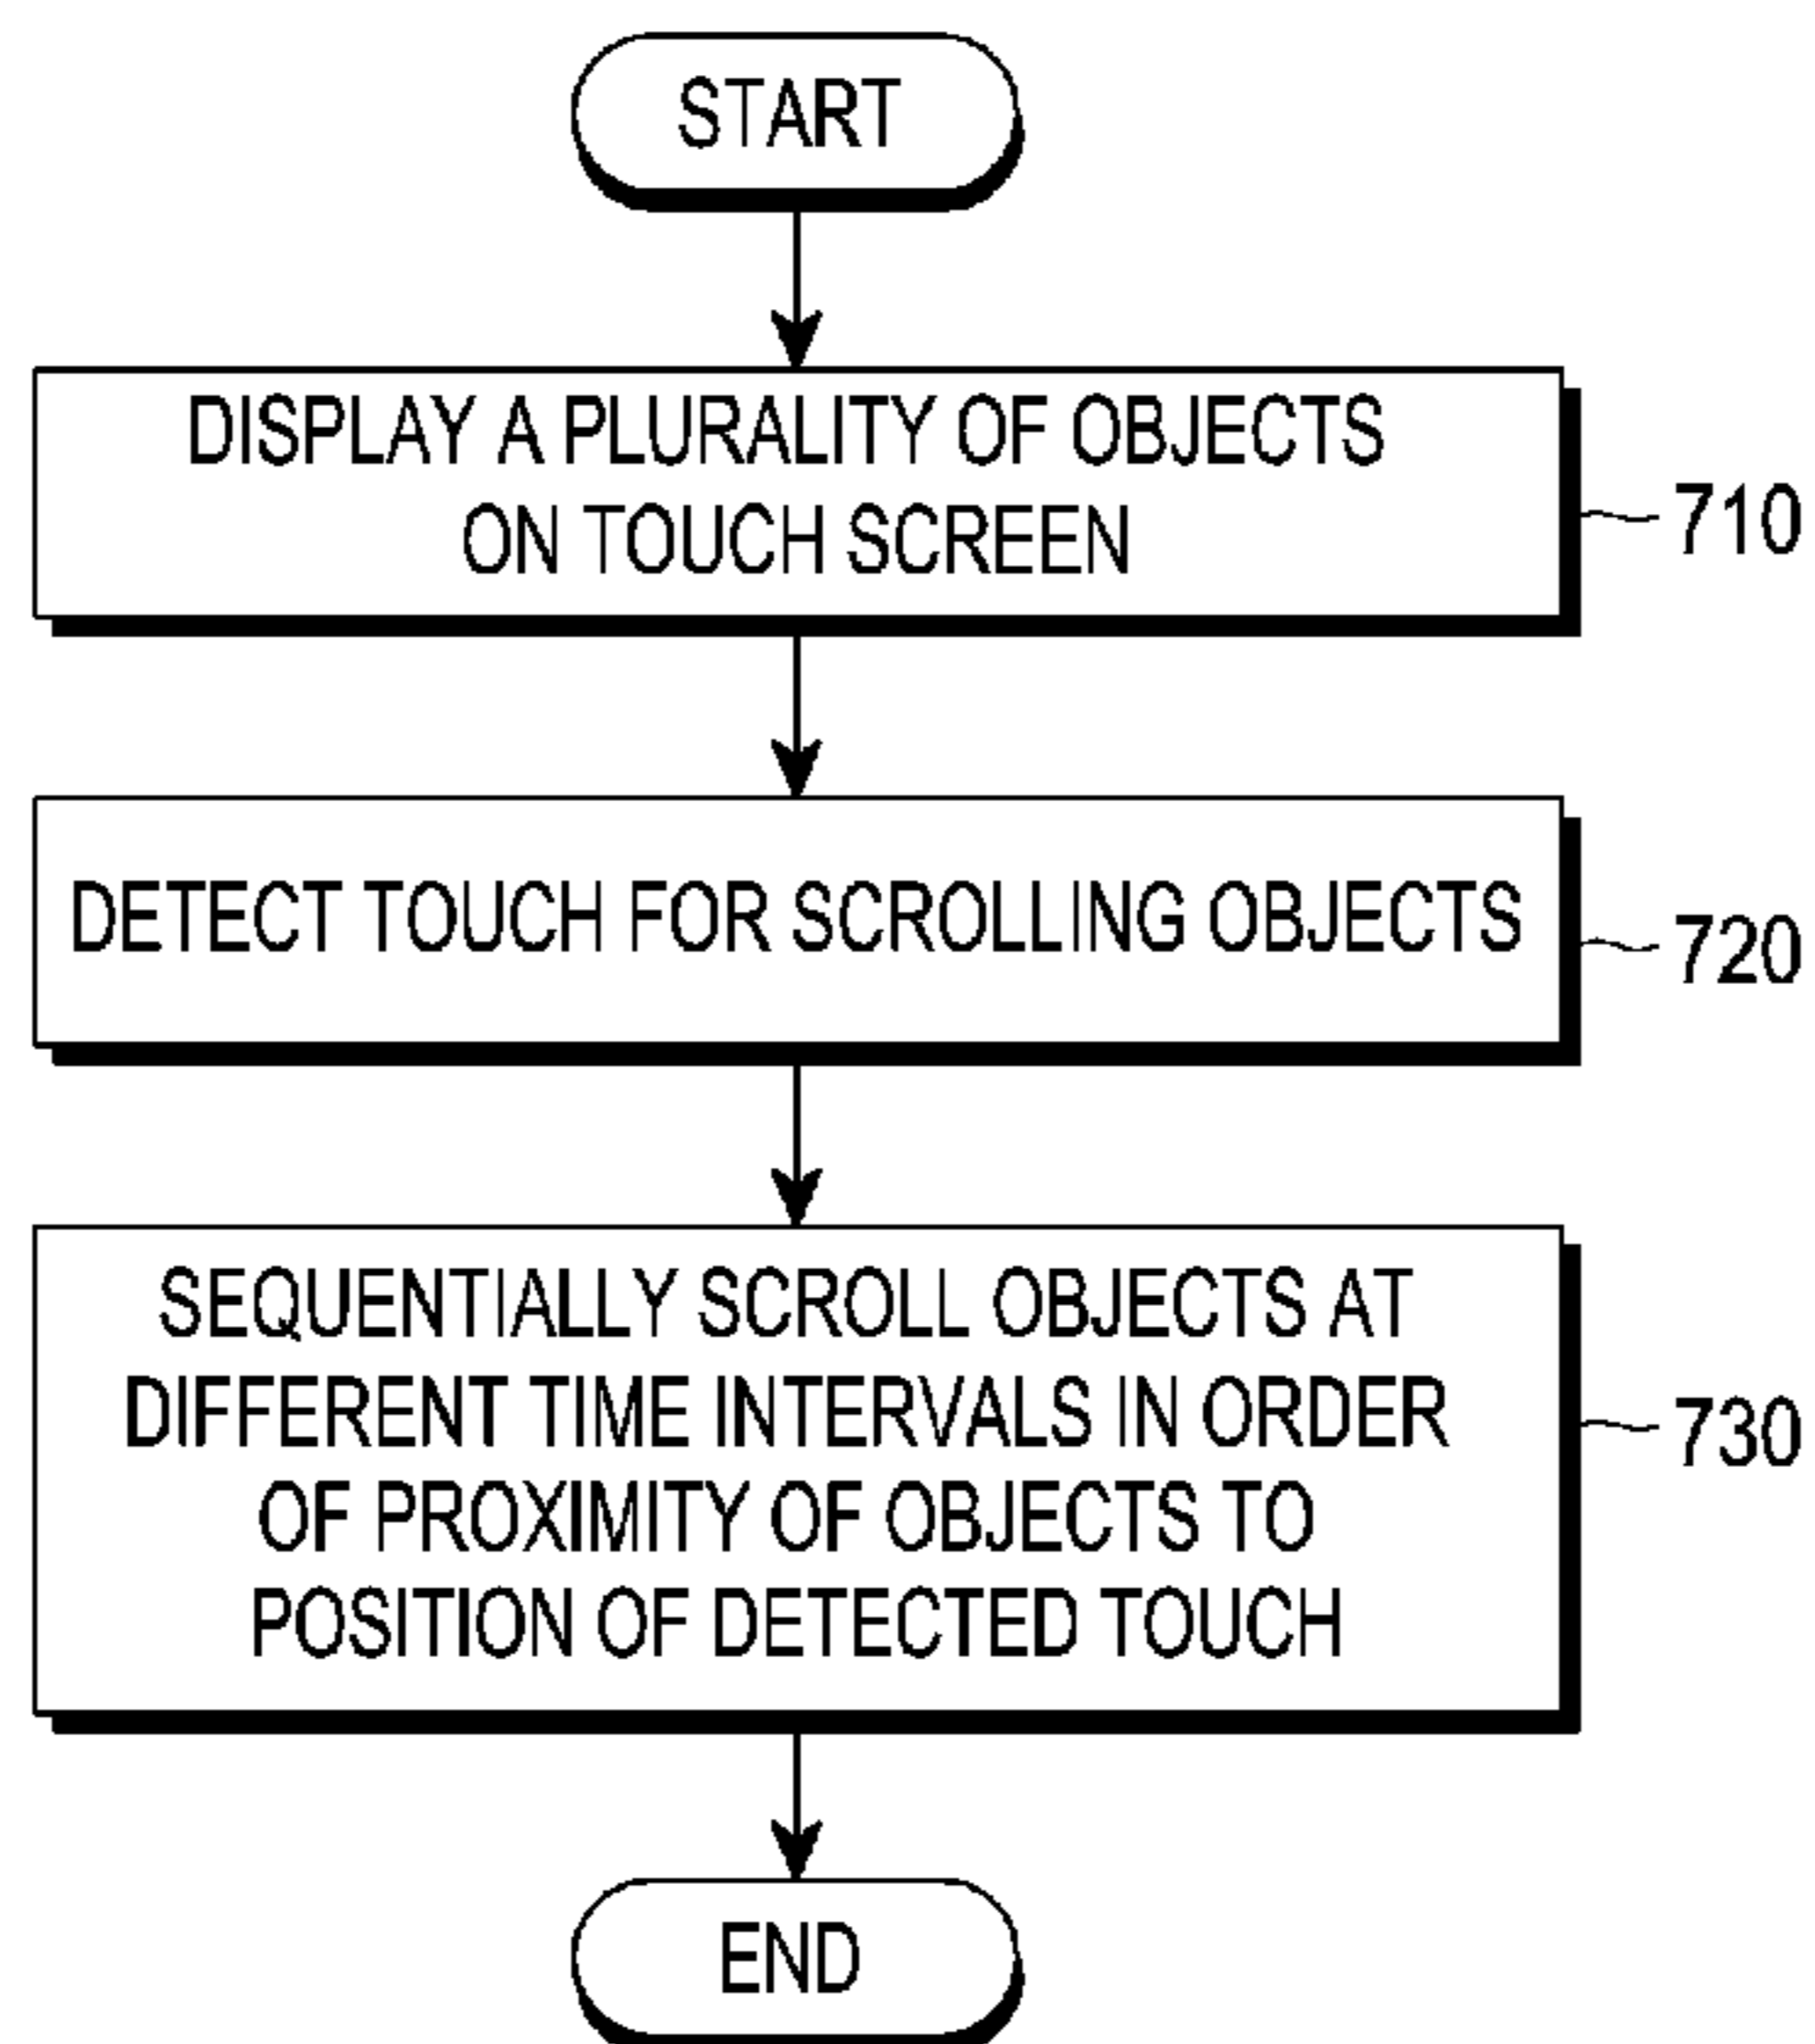 START
DISPLAY A PLURALITY OF OBJECTS
ON TOUCH SCREEN
710
DETECT TOUCH FOR SCROLLING OBJECTS
720
SEQUENTIALLY SCROLL OBJECTS AT
DIFFERENT TIME INTERVALS IN ORDER
OF PROXIMITY OF OBJECTS TO
POSITION OF DETECTED TOUCH
730
END